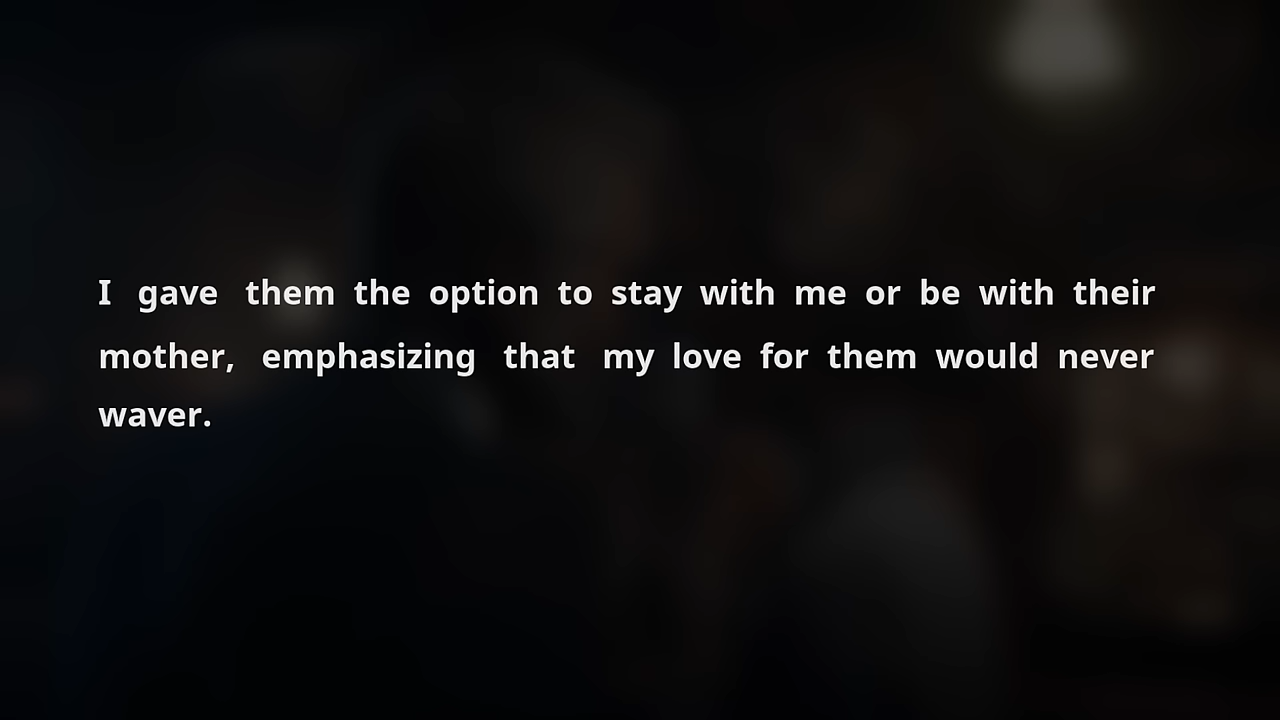 I gave them the option to stay with me or be with their
mother, emphasizing that my love for them would never
waver.